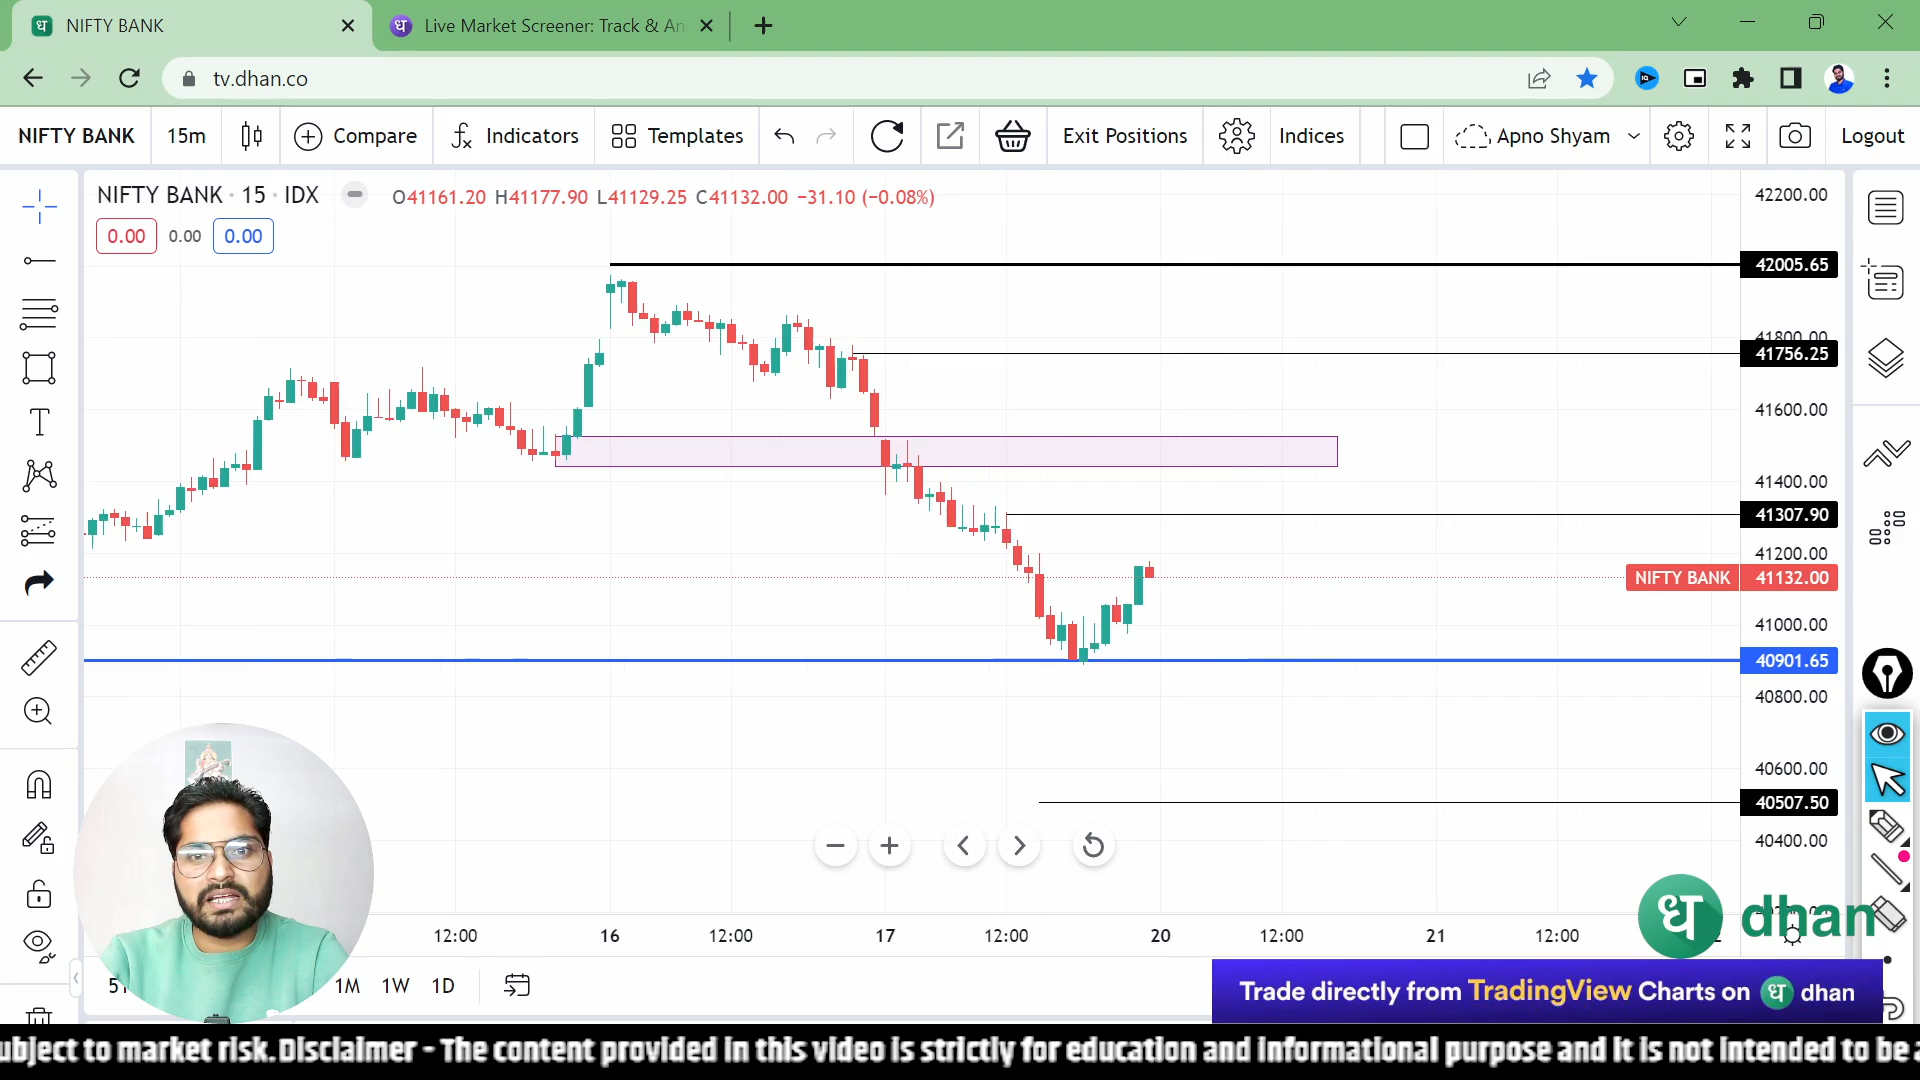 ध NIFTY BANK
ध Live Market Screener: Track & An
tv.dhan.co
NIFTY BANK 15m Compare Indicators Templates Exit Positions Indices Apno Shyam Logout
NIFTY BANK · 15 · IDX O41161.20 H41177.90 L41129.25 C41132.00 −31.10 (−0.08%)
0.00 0.00 0.00
42200.00
42005.65
41800.00
41756.25
41600.00
41400.00
41307.90
41200.00
NIFTY BANK 41132.00
41000.00
40901.65
40800.00
40600.00
40507.50
40400.00
ध dhan
12:00 16 12:00 17 12:00 20 12:00 21 12:00
1M 1W 1D
Trade directly from TradingView Charts on ध dhan
ubject to market risk. Disclaimer - The content provided in this video is strictly for education and informational purpose and it is not intended to be a